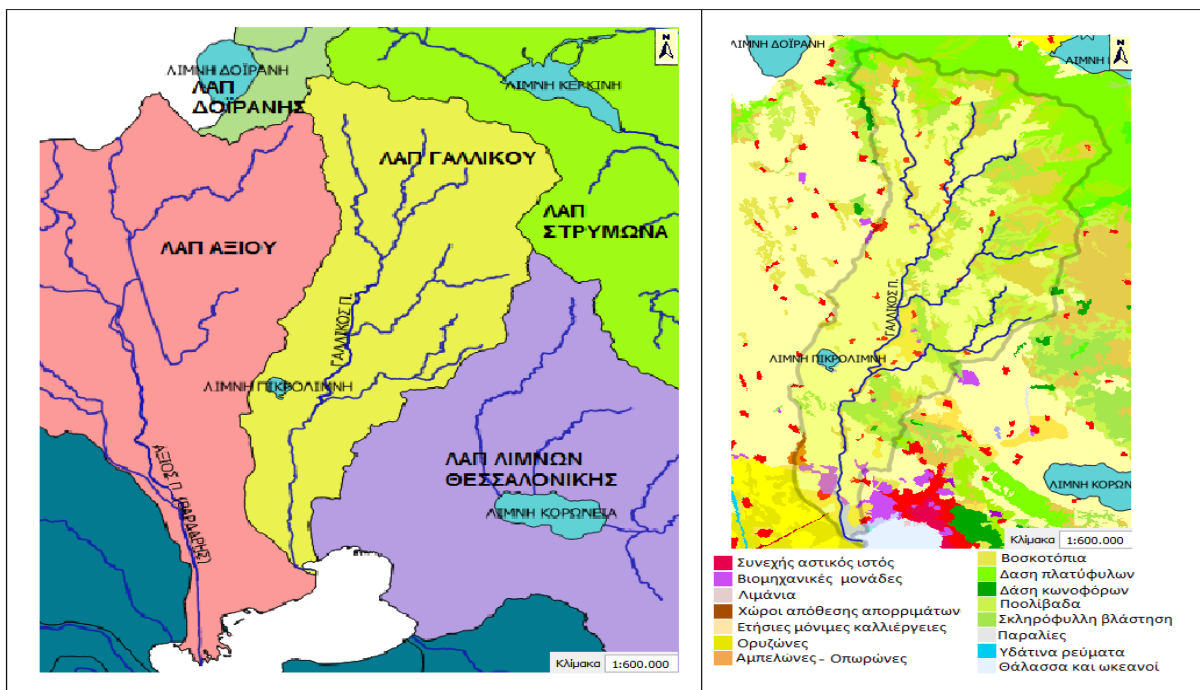 N
ΛΙΜΝΗ ΔΟΪΡΑΝΗ
ΛΑΠ
ΔΟΪΡΑΝΗΣ
ΛΙΜΝΗ ΚΕΡΚΙΝΗ
ΛΑΠ ΓΑΛΛΙΚΟΥ
ΛΑΠ
ΣΤΡΥΜΩΝΑ
ΛΑΠ ΑΞΙΟΥ
ΓΑΛΛΙΚΟΣ Π.
ΛΙΜΝΗ ΠΙΚΡΟΛΙΜΝΗ
ΑΞΙΟΣ Π. (ΒΑΡΔΑΡΗΣ)
ΛΑΠ ΛΙΜΝΩΝ
ΘΕΣΣΑΛΟΝΙΚΗΣ
ΛΙΜΝΗ ΚΟΡΩΝΕΙΑ
Κλίμακα 1:600.000
N
ΛΙΜΝΗ ΔΟΪΡΑΝΗ
ΛΙΜΝΗ
ΓΑΛΛΙΚΟΣ Π.
ΛΙΜΝΗ ΠΙΚΡΟΛΙΜΝΗ
ΛΙΜΝΗ ΚΟΡΩΝ
Κλίμακα 1:600.000
Συνεχής αστικός ιστός
Βιομηχανικές μονάδες
Λιμάνια
Χώροι απόθεσης απορριμάτων
Ετήσιες μόνιμες καλλιέργειες
Ορυζώνες
Αμπελώνες - Οπωρώνες
Βοσκοτόπια
Δαση πλατύφυλων
Δάση κωνοφόρων
Ποολίβαδα
Σκληρόφυλλη βλάστηση
Παραλίες
Υδάτινα ρεύματα
Θάλασσα και ωκεανοί